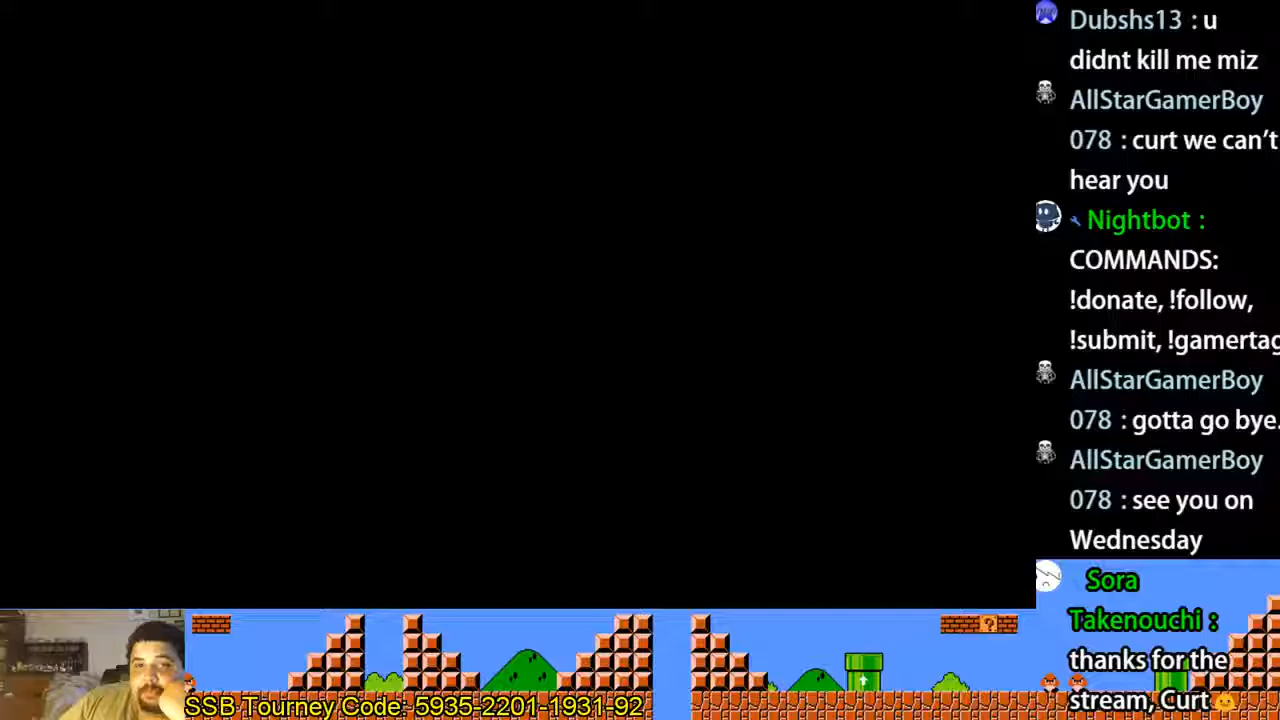 Dubshs13 : u
didnt kill me miz
AllStarGamerBoy
078 : curt we can't
hear you
Nightbot :
COMMANDS:
!donate, !follow,
!submit, !gamertag
AllStarGamerBoy
078 : gotta go bye.
AllStarGamerBoy
078 : see you on
Wednesday
Sora
Takenouchi :
thanks for the
stream, Curt
?
SSB Tourney Code: 5935-2201-1931-92